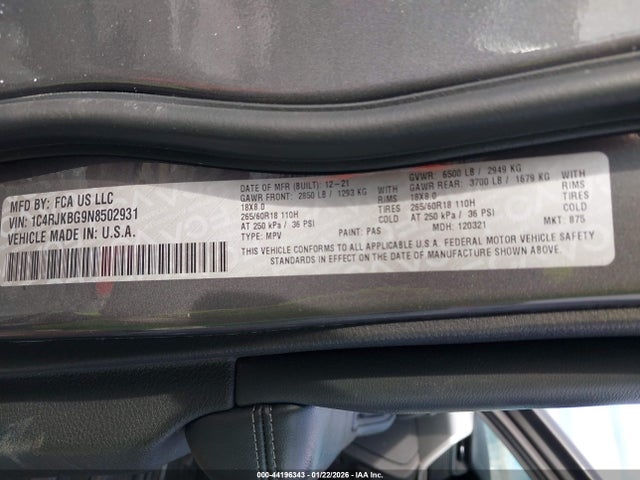 MFD BY: FCA US LLC
VIN: 1C4RJKBG9N8502931
VEHICLE MADE IN U.S.A.
DATE OF MFR (BUILT): 12-21
GAWR FRONT: 2850 LB / 1293 KG
18X8.0 RIMS
265/60R18 110H TIRES
AT 250 kPa / 36 PSI COLD
TYPE: MPV PAINT: PAS
GVWR: 6500 LB / 2949 KG
GAWR REAR: 3700 LB / 1679 KG
18X8.0 RIMS
265/60R18 110H TIRES
AT 250 kPa / 36 PSI COLD
MDH: 120321 MKT: 875
THIS VEHICLE CONFORMS TO ALL APPLICABLE U.S.A. FEDERAL MOTOR VEHICLE SAFETY
STANDARDS IN EFFECT ON THE DATE OF MANUFACTURE SHOWN ABOVE.
000-44196343 - 01/22/2026 - IAAI.COM